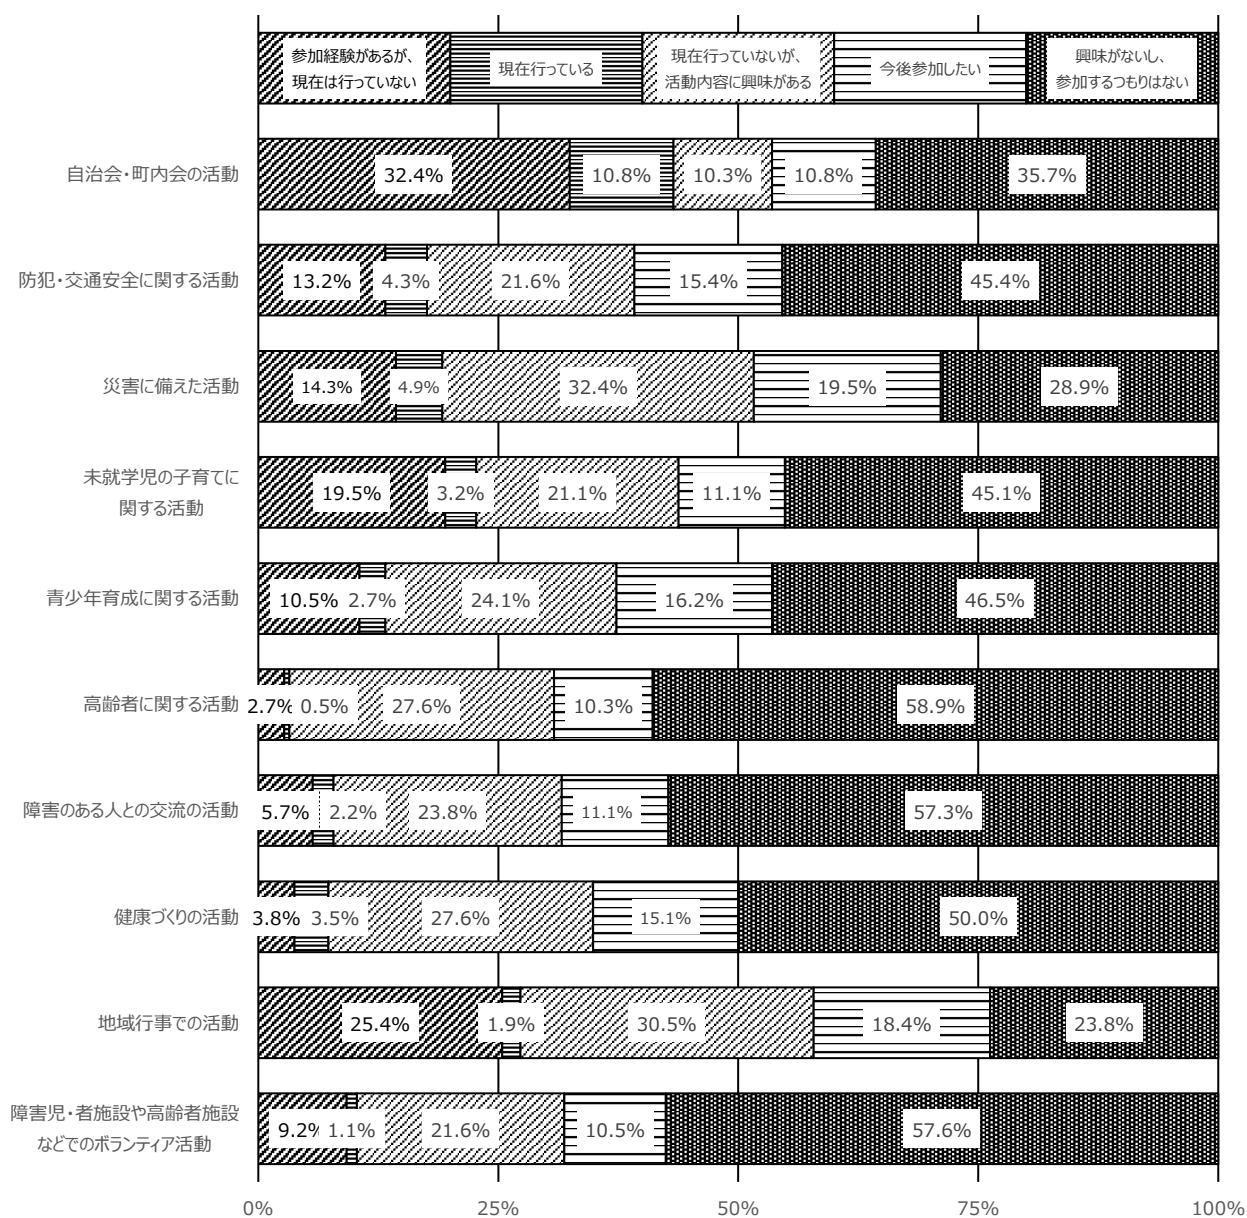 参加経験があるが、
現在は行っていない
現在行っている
現在行っていないが、
活動内容に興味がある
今後参加したい
興味がないし、
参加するつもりはない
自治会・町内会の活動
32.4%
10.8%
10.3%
10.8%
35.7%
防犯・交通安全に関する活動
13.2%
4.3%
21.6%
15.4%
45.4%
災害に備えた活動
14.3%
4.9%
32.4%
19.5%
28.9%
未就学児の子育てに
関する活動
19.5%
3.2%
21.1%
11.1%
45.1%
青少年育成に関する活動
10.5%
2.7%
24.1%
16.2%
46.5%
高齢者に関する活動
2.7%
0.5%
27.6%
10.3%
58.9%
障害のある人との交流の活動
5.7%
2.2%
23.8%
11.1%
57.3%
健康づくりの活動
3.8%
3.5%
27.6%
15.1%
50.0%
地域行事での活動
25.4%
1.9%
30.5%
18.4%
23.8%
障害児・者施設や高齢者施設
などでのボランティア活動
9.2%
1.1%
21.6%
10.5%
57.6%
0%
25%
50%
75%
100%